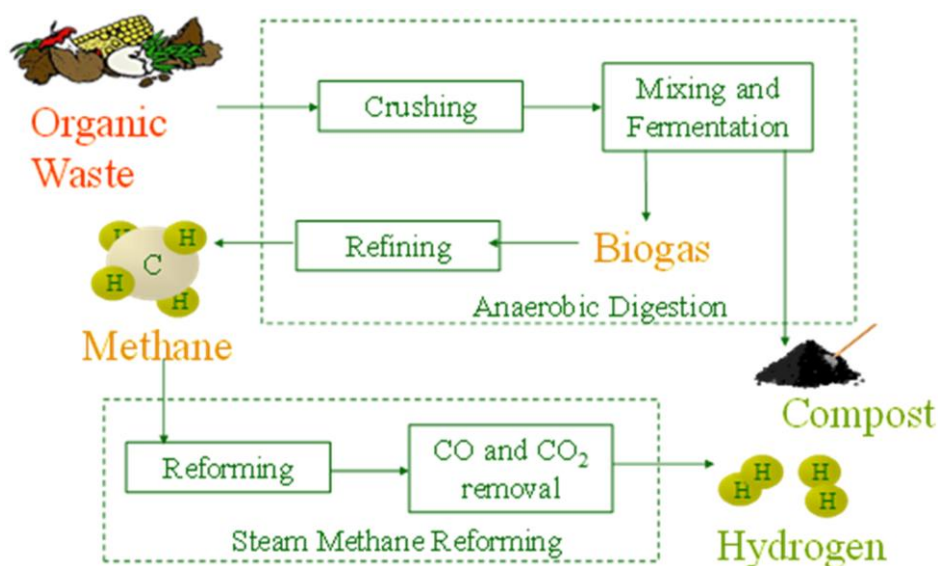 Organic
Waste
Crushing
Mixing and
Fermentation
H
H
C
H
H
Refining
Biogas
Anaerobic Digestion
Methane
Compost
Reforming
CO and CO₂
removal
H
H
H
H
Steam Methane Reforming
Hydrogen